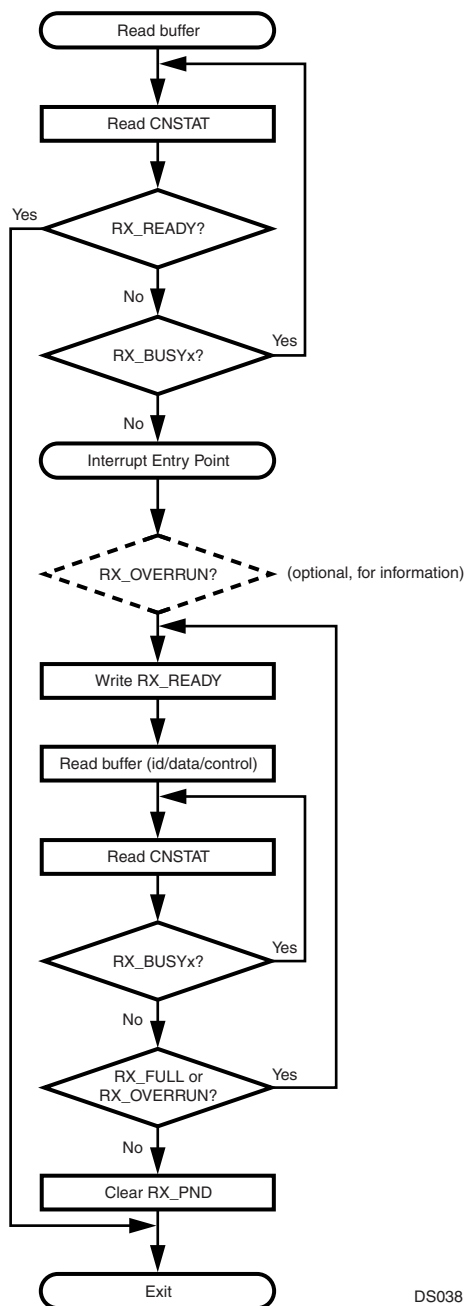 Read buffer
Read CNSTAT
Yes
RX_READY?
No
RX_BUSYx?
Yes
No
Interrupt Entry Point
RX_OVERRUN?
(optional, for information)
Write RX_READY
Read buffer (id/data/control)
Read CNSTAT
RX_BUSYx?
Yes
No
RX_FULL or
RX_OVERRUN?
Yes
No
Clear RX_PND
Exit
DS038